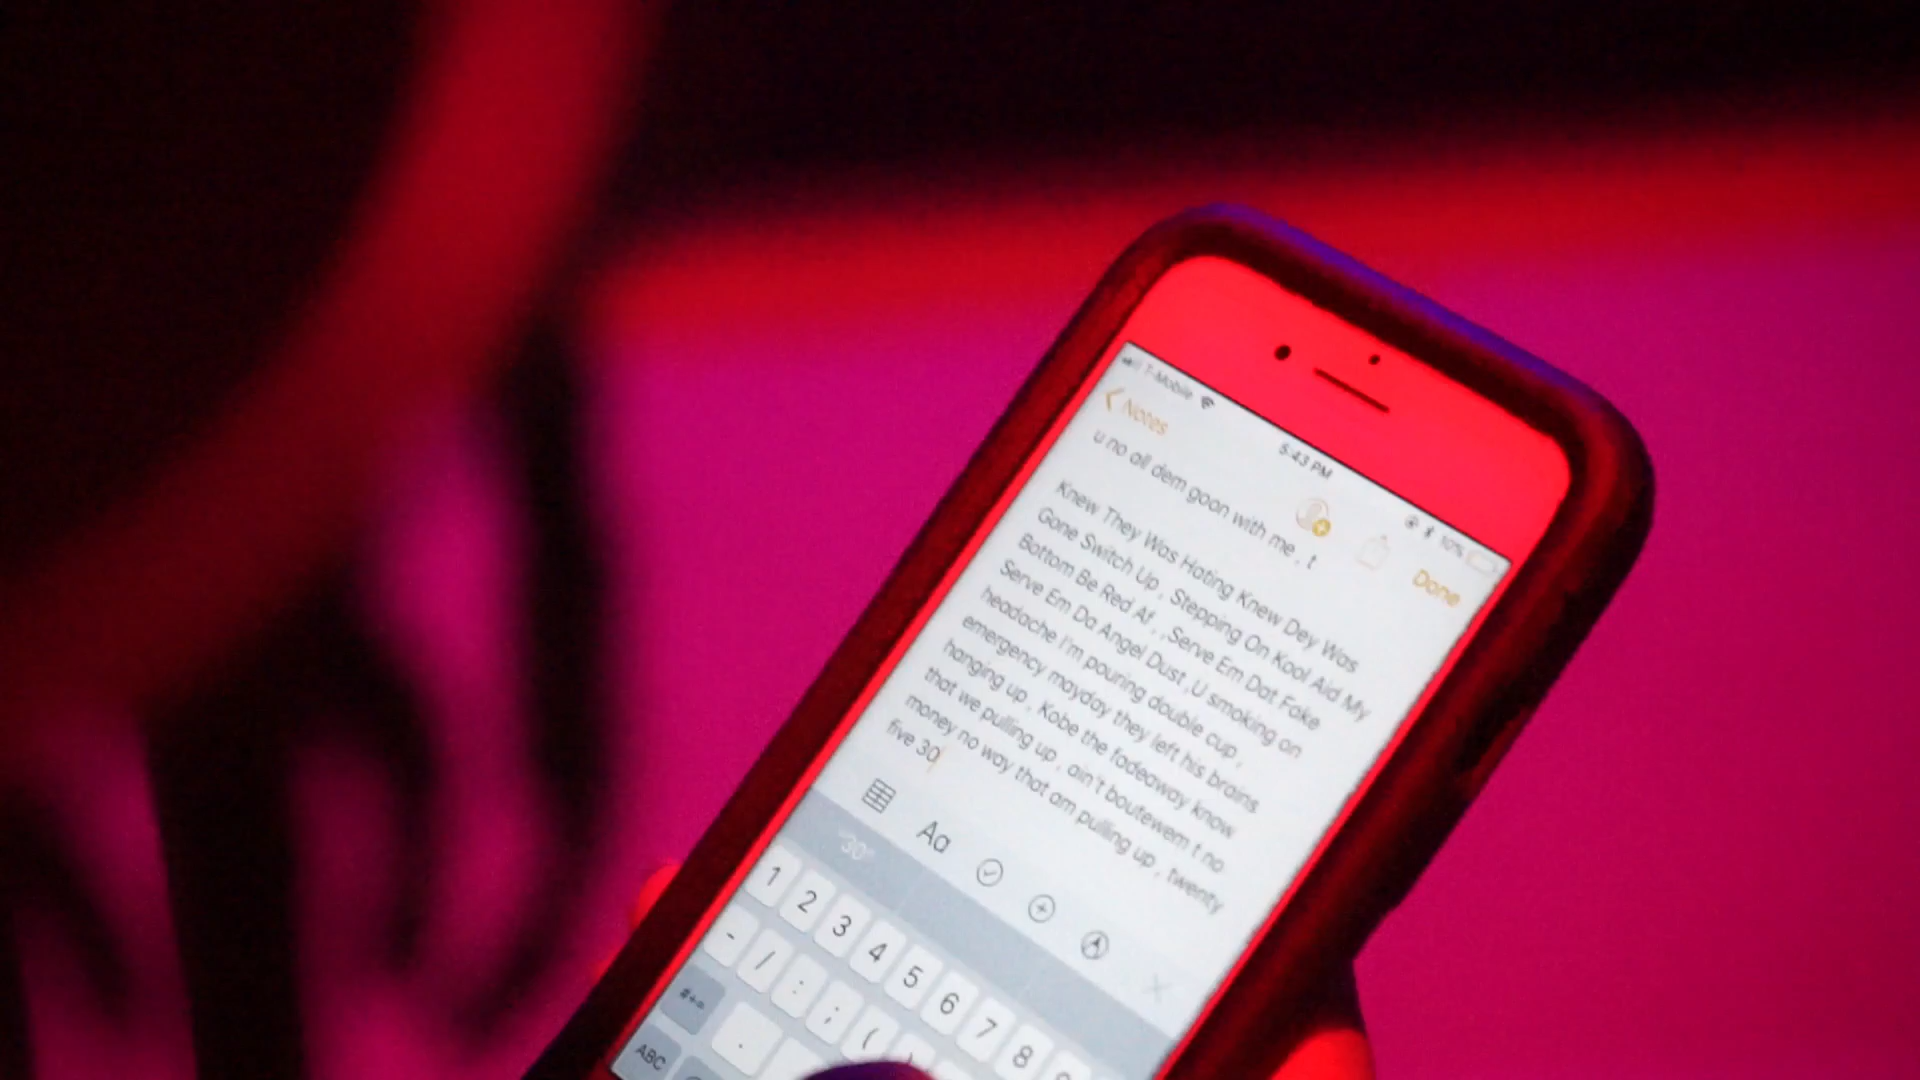 T-Mobile
5:43 PM
10%
Notes
Done
u no all dem goon with me , t
Knew They Was Hating Knew Dey Was
Gone Switch Up , Stepping On Kool Aid My
Bottom Be Red Af , ,Serve Em Dat Fake
Serve Em Da Angel Dust ,U smoking on
headache I'm pouring double cup ,
emergency mayday they left his brains
hanging up , Kobe the fadeaway know
that we pulling up , ain't boutewem t no
money no way that am pulling up , twenty
five 30
Aa
"30"
1 2 3 4 5 6 7 8
- / : ; ( )
#+=
.
ABC